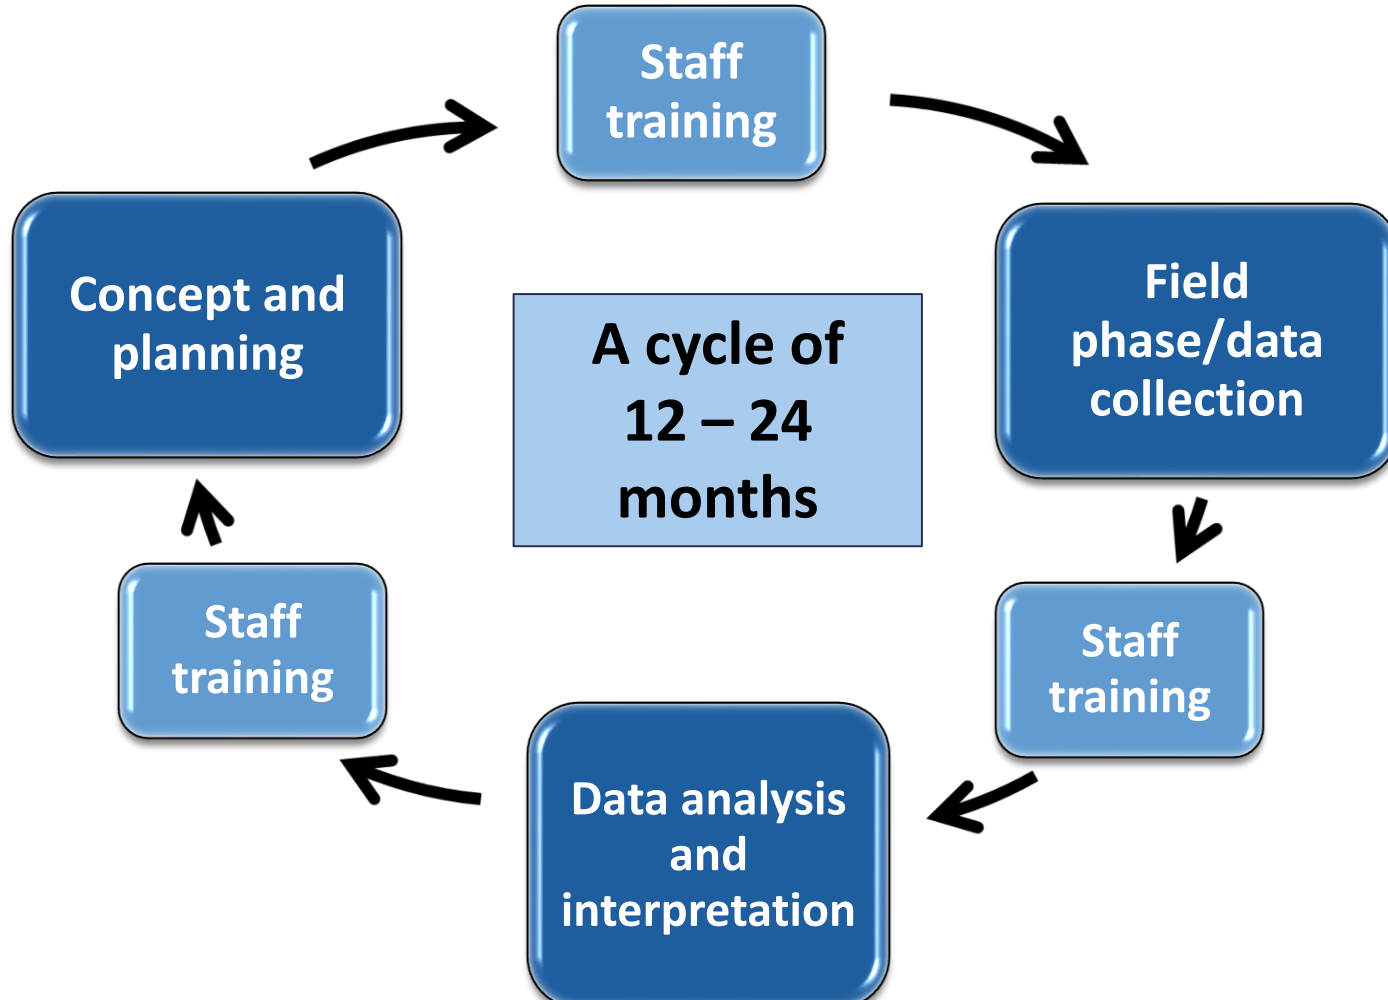 Staff
training
Concept and
planning
Field
phase/data
collection
A cycle of
12 – 24
months
Staff
training
Staff
training
Data analysis
and
interpretation